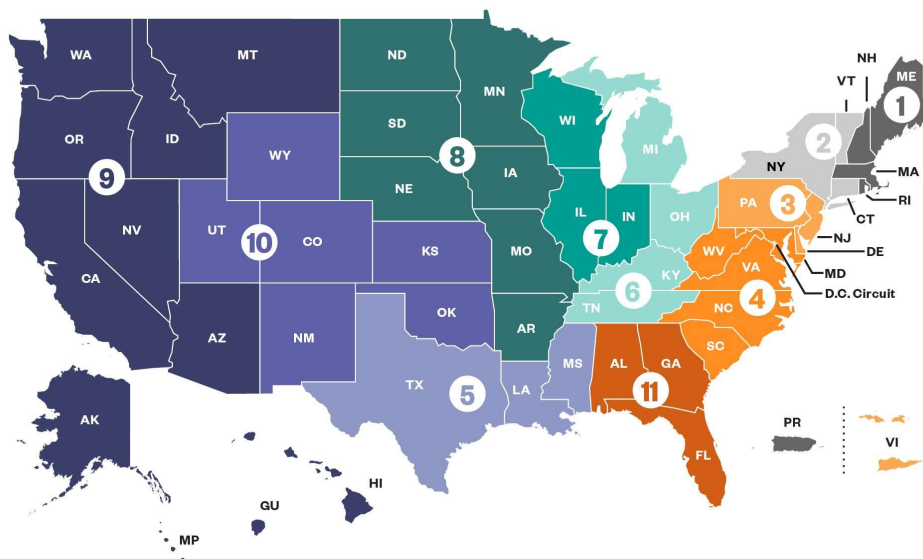 NH
WA
MT
ND
VT
ME
1
MN
OR
ID
SD
WI
2
8
MI
WY
NY
MA
9
IA
RI
NE
PA
3
CT
NV
UT
10
CO
IL
IN
OH
NJ
7
WV
DE
KS
MO
VA
MD
CA
KY
6
4
D.C. Circuit
TN
NC
OK
AZ
NM
AR
SC
MS
AL
GA
TX
5
LA
11
AK
PR
VI
FL
HI
GU
MP